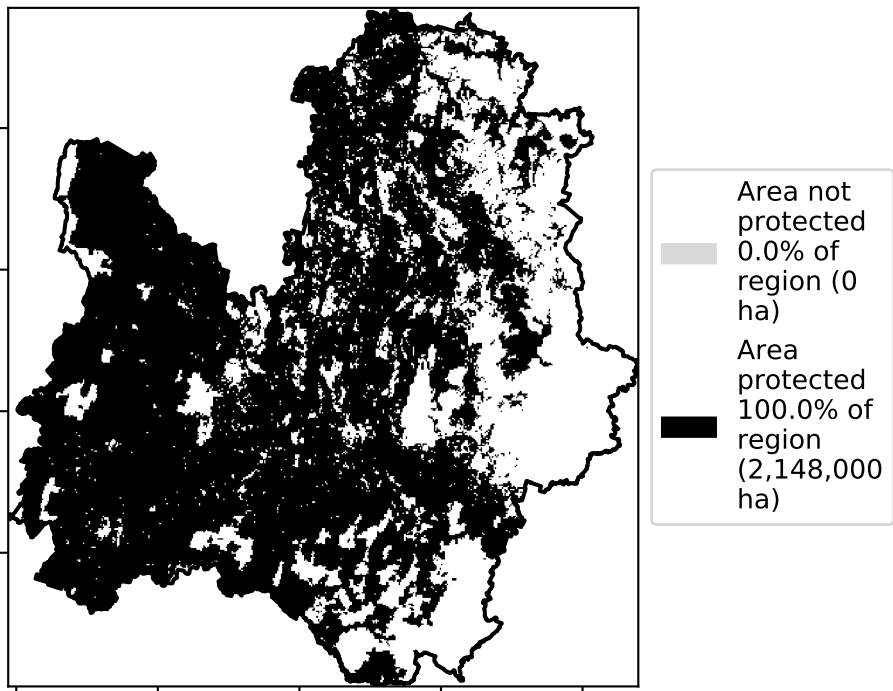 Area not
protected
0.0% of
region (0
ha)
Area
protected
100.0% of
region
(2,148,000
ha)